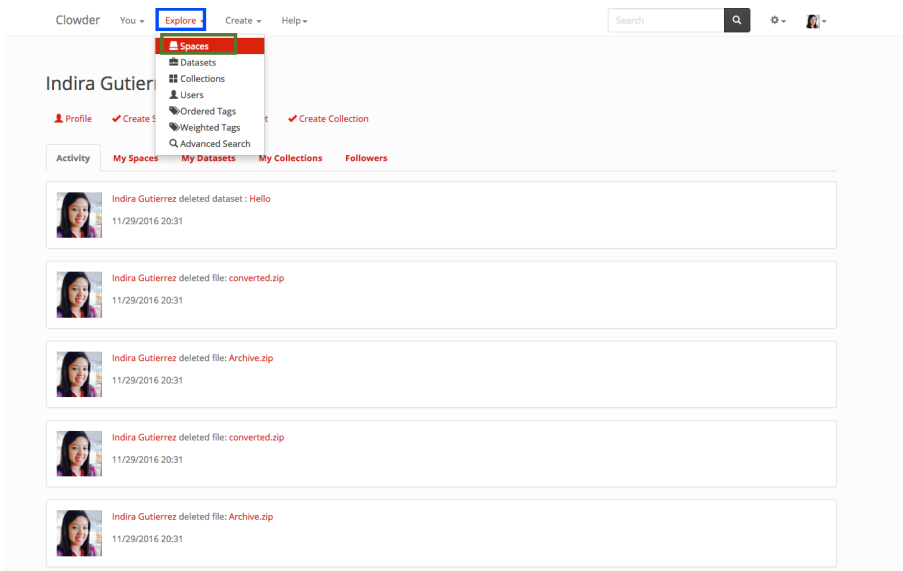 Clowder You Explore Create Help Search
Spaces
Datasets
Collections
Users
Ordered Tags
Weighted Tags
Advanced Search
Indira Gutier
Profile Create S t Create Collection
Activity My Spaces My Datasets My Collections Followers
Indira Gutierrez deleted dataset : Hello
11/29/2016 20:31
Indira Gutierrez deleted file: converted.zip
11/29/2016 20:31
Indira Gutierrez deleted file: Archive.zip
11/29/2016 20:31
Indira Gutierrez deleted file: converted.zip
11/29/2016 20:31
Indira Gutierrez deleted file: Archive.zip
11/29/2016 20:31